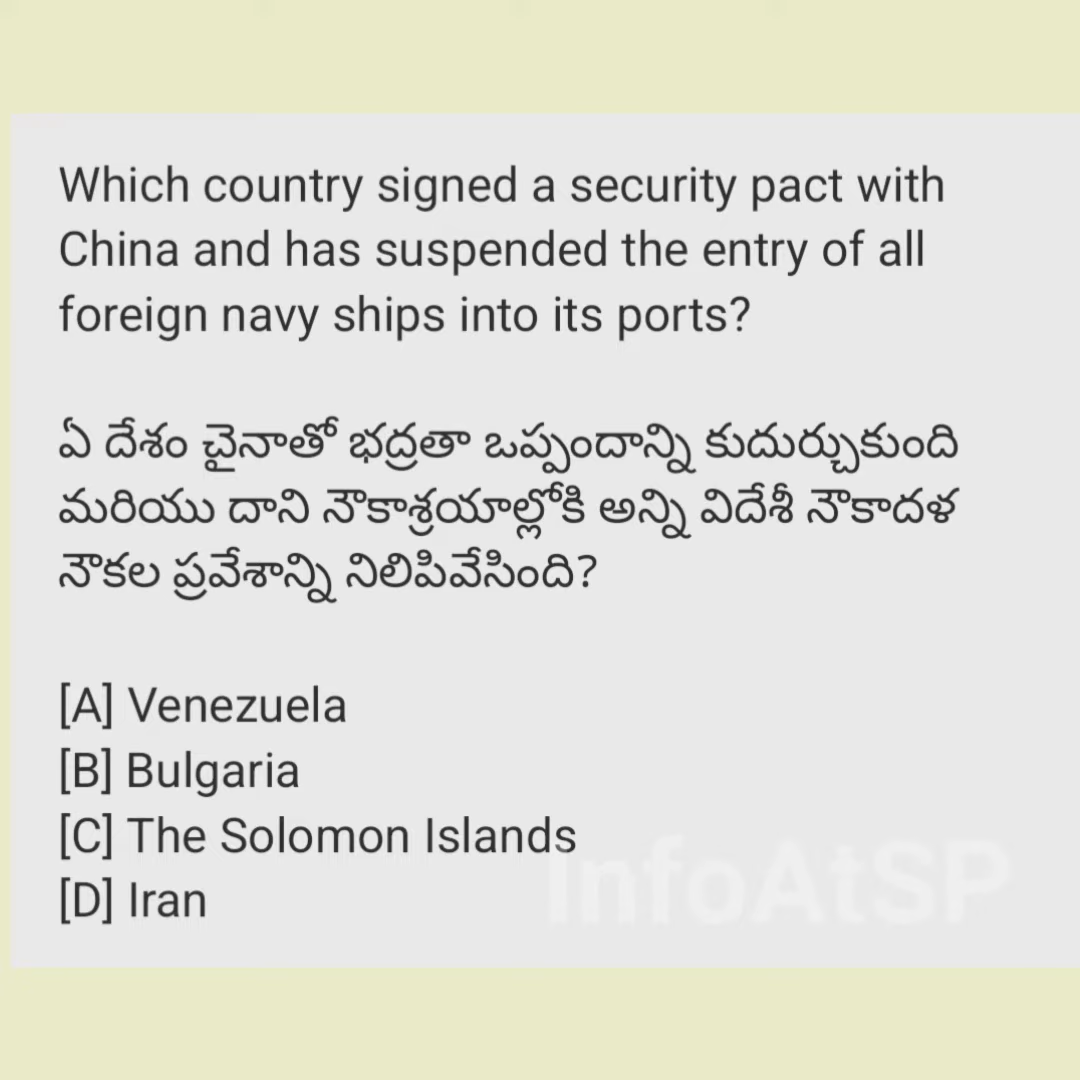 Which country signed a security pact with
China and has suspended the entry of all
foreign navy ships into its ports?
ఏ దేశం చైనాతో భద్రతా ఒప్పందాన్ని కుదుర్చుకుంది
మరియు దాని నౌకాశ్రయాల్లోకి అన్ని విదేశీ నౌకాదళ
నౌకల ప్రవేశాన్ని నిలిపివేసింది?
[A] Venezuela
[B] Bulgaria
[C] The Solomon Islands
[D] Iran
InfoAtSP